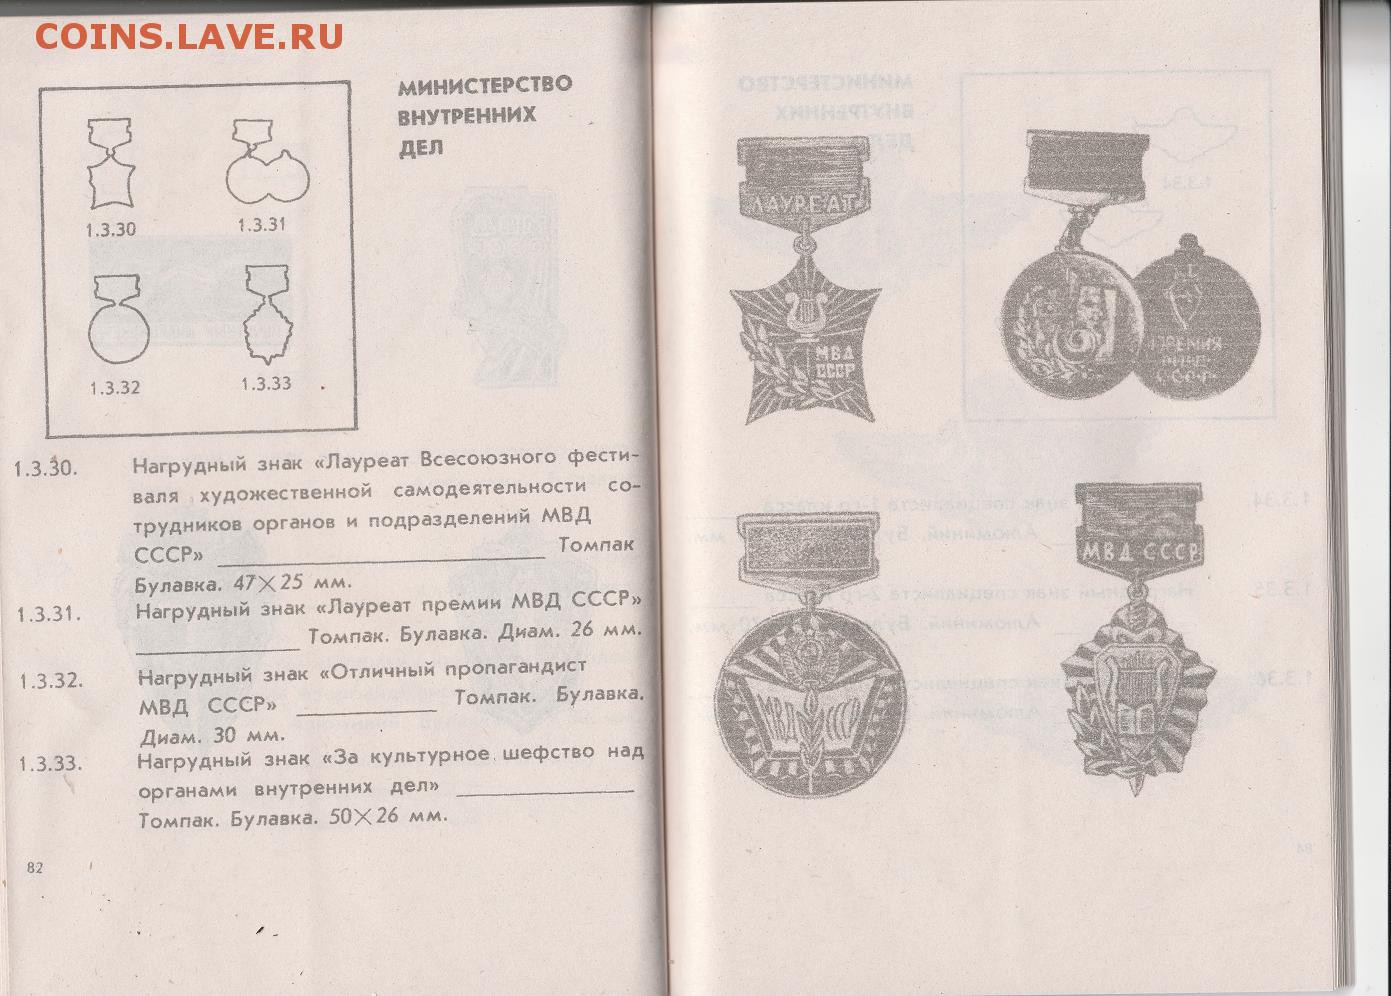 COINS.LAVE.RU
МИНИСТЕРСТВО
ВНУТРЕННИХ
ДЕЛ
1.3.30
1.3.31
1.3.32
1.3.33
1.3.30. Нагрудный знак «Лауреат Всесоюзного фести-
валя художественной самодеятельности со-
трудников органов и подразделений МВД
СССР» Томпак
Булавка. 47×25 мм.
1.3.31. Нагрудный знак «Лауреат премии МВД СССР»
Томпак. Булавка. Диам. 26 мм.
1.3.32. Нагрудный знак «Отличный пропагандист
МВД СССР» Томпак. Булавка.
Диам. 30 мм.
1.3.33. Нагрудный знак «За культурное шефство над
органами внутренних дел»
Томпак. Булавка. 50×26 мм.
82
ЛАУРЕАТ
МВД
СССР
МВД СССР
МВД СССР